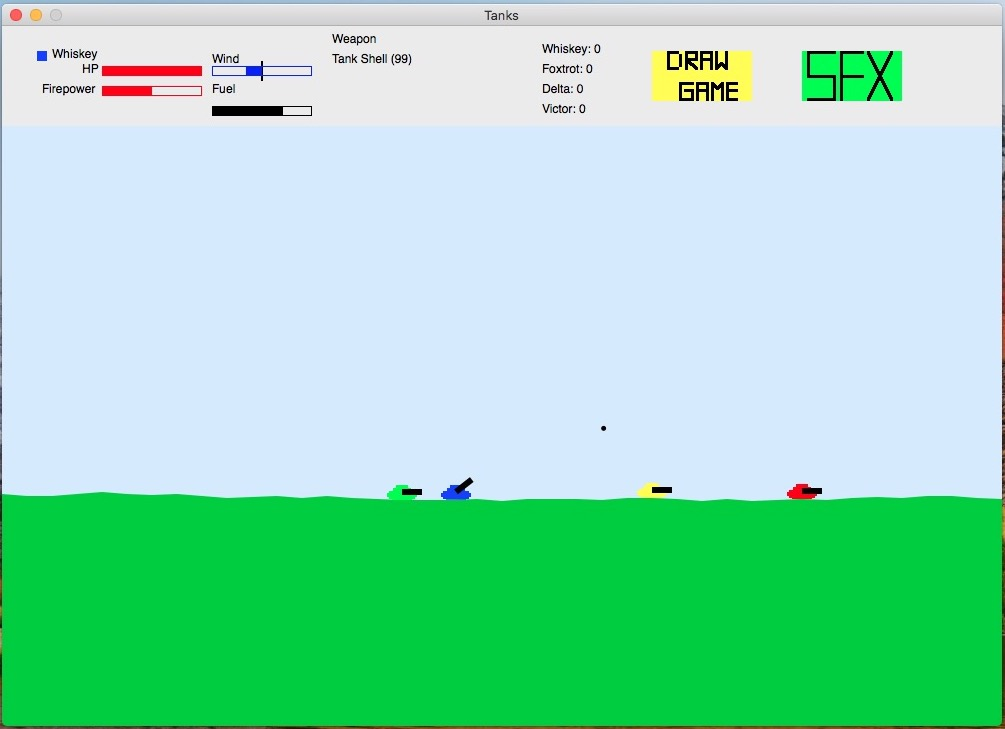 Tanks
Whiskey
HP
Firepower
Wind
Fuel
Weapon
Tank Shell (99)
Whiskey: 0
Foxtrot: 0
Delta: 0
Victor: 0
DRAW
GAME
SFX